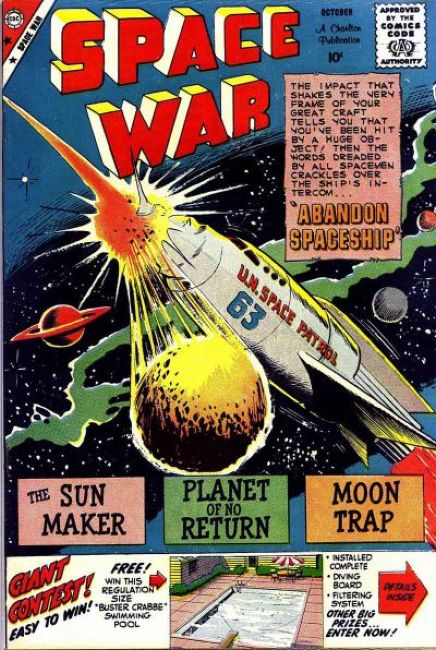 CDC
SPACE WAR
SPACE
WAR
OCTOBER
A Charlton
Publication
10¢
APPROVED
BY THE
COMICS
CODE
CA
AUTHORITY
THE IMPACT THAT
SHAKES THE VERY
FRAME OF YOUR
GREAT CRAFT
TELLS YOU THAT
YOU'VE BEEN HIT
BY A HUGE OB-
JECT! THEN THE
WORDS DREADED
BY ALL SPACEMEN
CRACKLES OVER
THE SHIP'S IN-
TERCOM...
"ABANDON
SPACESHIP"
U.N. SPACE PATROL
63
THE SUN
MAKER
PLANET
OF NO
RETURN
MOON
TRAP
GIANT
CONTEST!
EASY TO WIN!
FREE!
WIN THIS
REGULATION
SIZE
"BUSTER CRABBE"
SWIMMING
POOL
• INSTALLED
COMPLETE
• DIVING
BOARD
• FILTERING
SYSTEM
OTHER BIG
PRIZES...
ENTER NOW!
DETAILS
INSIDE